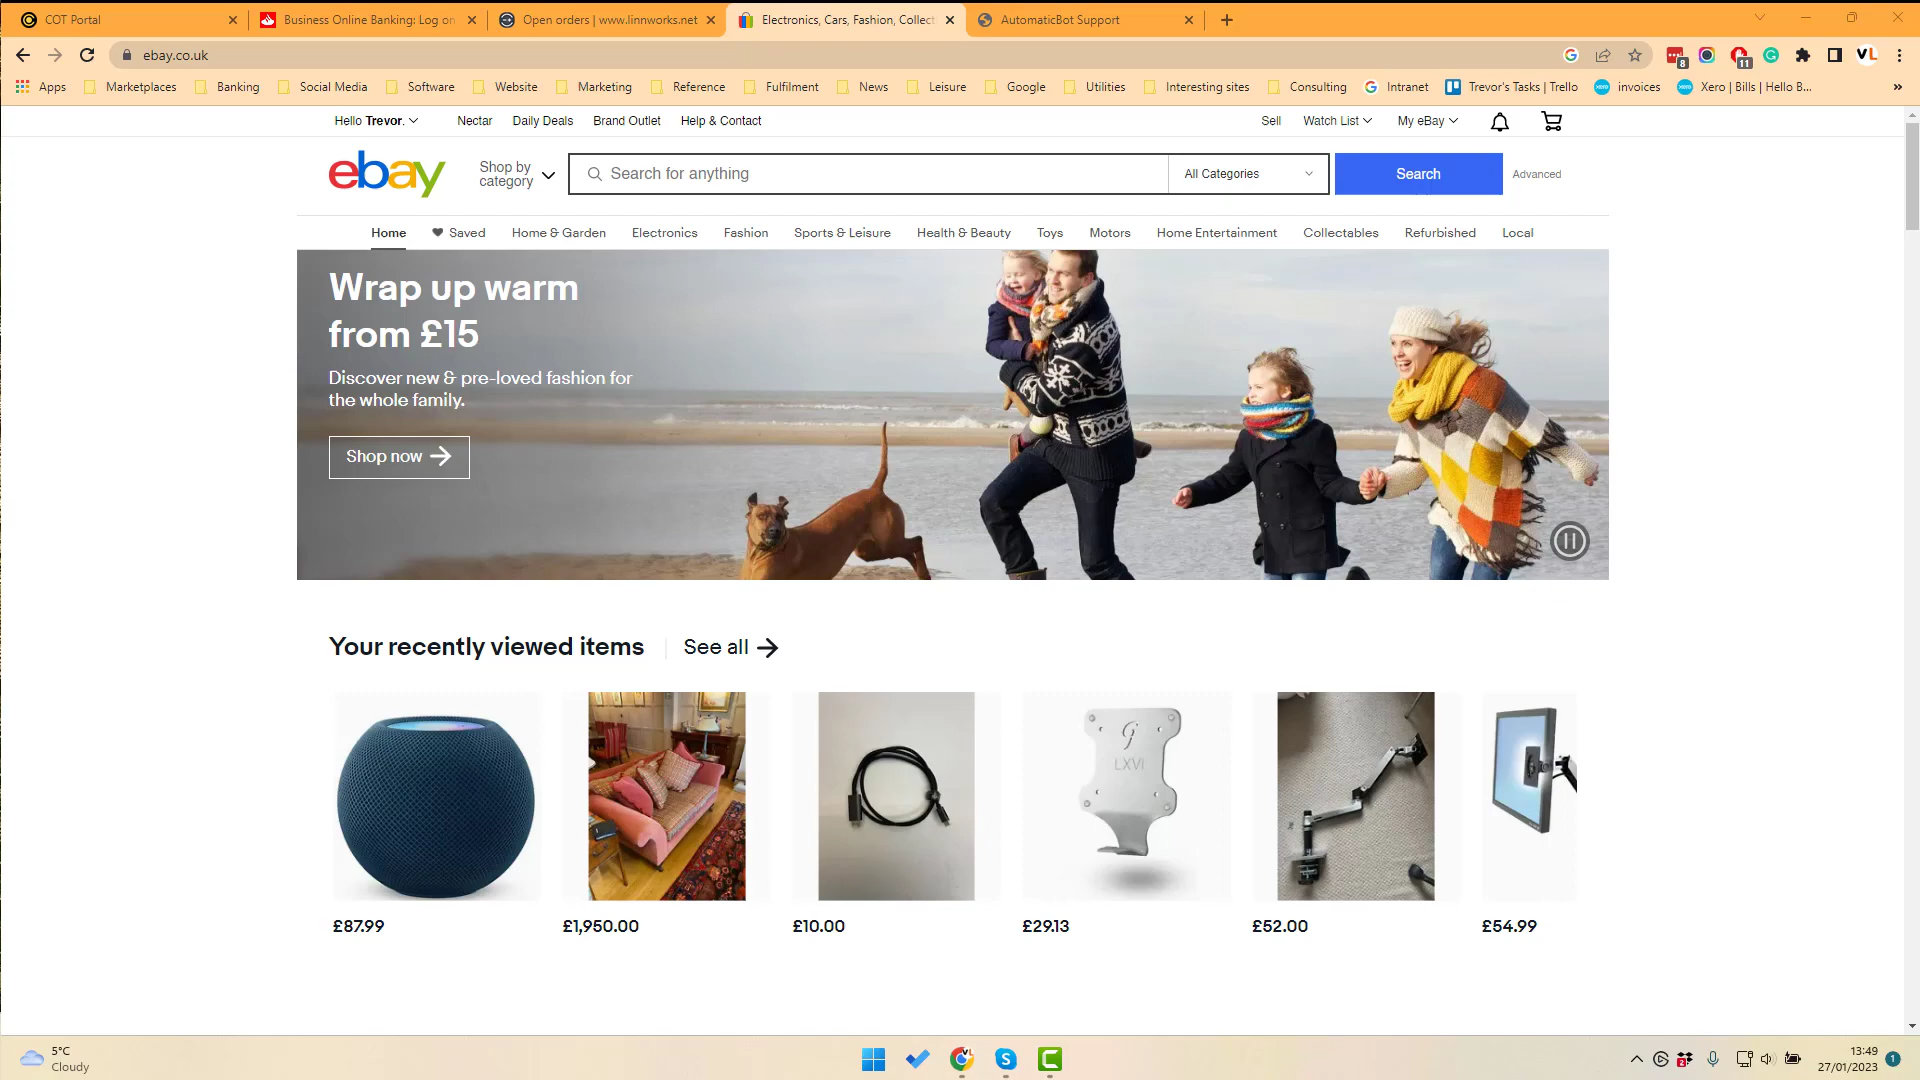 COT Portal
Business Online Banking: Log on
Open orders | www.linnworks.net
Electronics, Cars, Fashion, Collect
AutomaticBot Support
ebay.co.uk
8
11
VL
Apps
Marketplaces
Banking
Social Media
Software
Website
Marketing
Reference
Fulfilment
News
Leisure
Google
Utilities
Interesting sites
Consulting
Intranet
Trevor's Tasks | Trello
invoices
Xero | Bills | Hello B...
Hello Trevor.
Nectar
Daily Deals
Brand Outlet
Help & Contact
Sell
Watch List
My eBay
ebay
Shop by
category
Search for anything
All Categories
Search
Advanced
Home
Saved
Home & Garden
Electronics
Fashion
Sports & Leisure
Health & Beauty
Toys
Motors
Home Entertainment
Collectables
Refurbished
Local
Wrap up warm
from £15
Discover new & pre-loved fashion for
the whole family.
Shop now
Your recently viewed items
See all
LXVI
£87.99
£1,950.00
£10.00
£29.13
£52.00
£54.99
5°C
Cloudy
13:49
27/01/2023
1